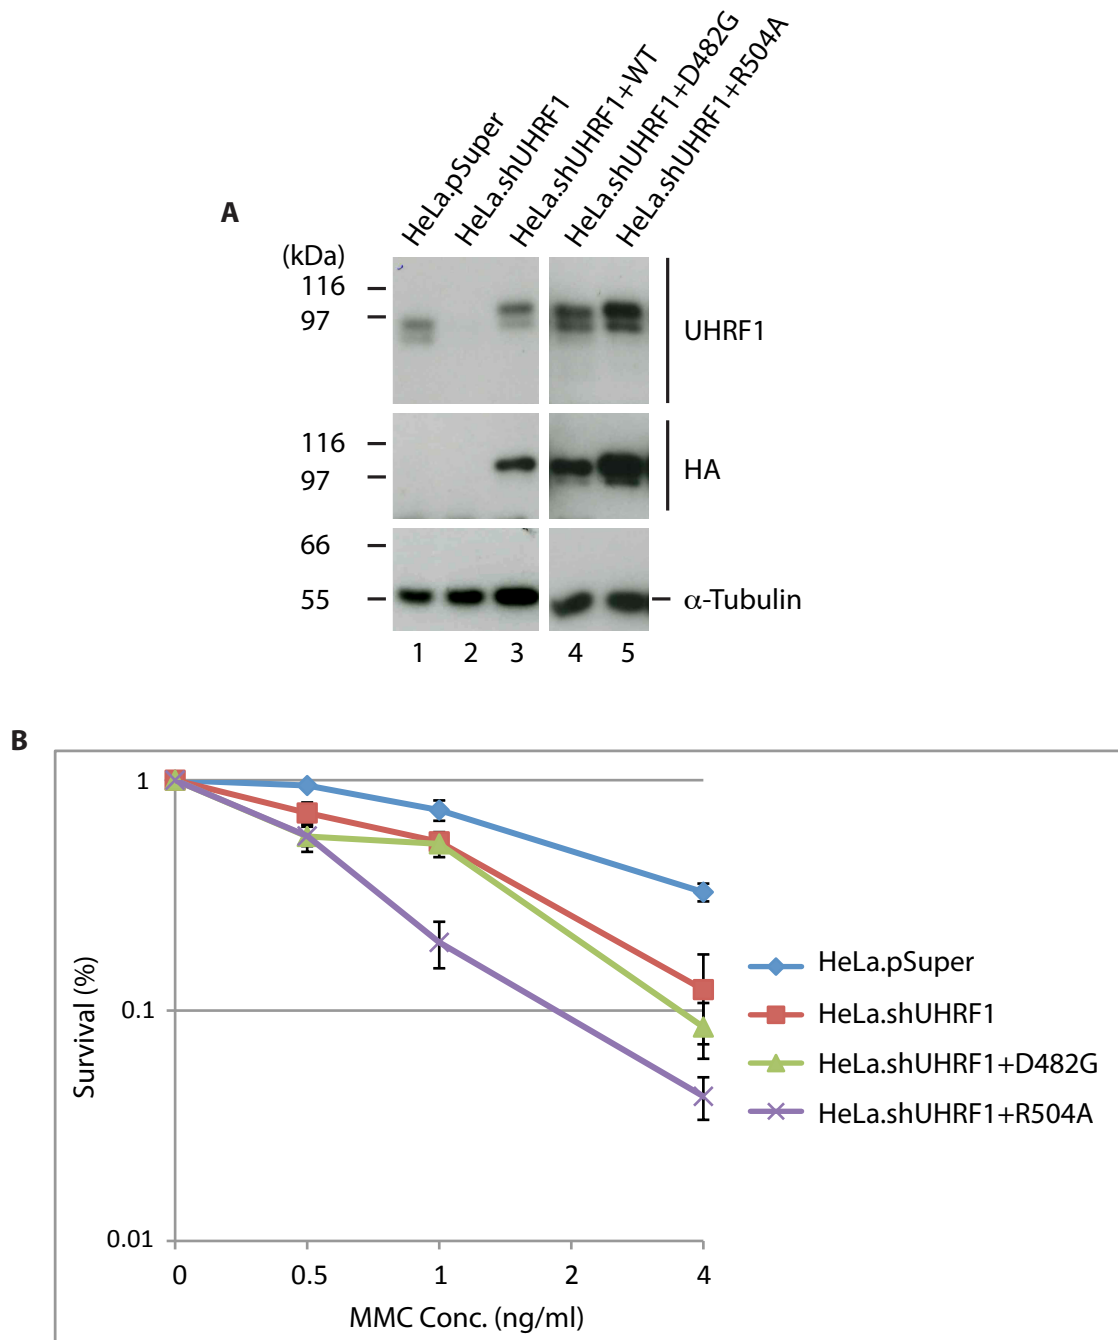 A
HeLa.pSuper
HeLa.shUHRF1
HeLa.shUHRF1+WT
HeLa.shUHRF1+D482G
HeLa.shUHRF1+R504A
(kDa)
116
97
UHRF1
116
97
HA
66
55
α-Tubulin
1 2 3 4 5
B
1
0.1
0.01
Survival (%)
0 0.5 1 2 4
MMC Conc. (ng/ml)
HeLa.pSuper
HeLa.shUHRF1
HeLa.shUHRF1+D482G
HeLa.shUHRF1+R504A